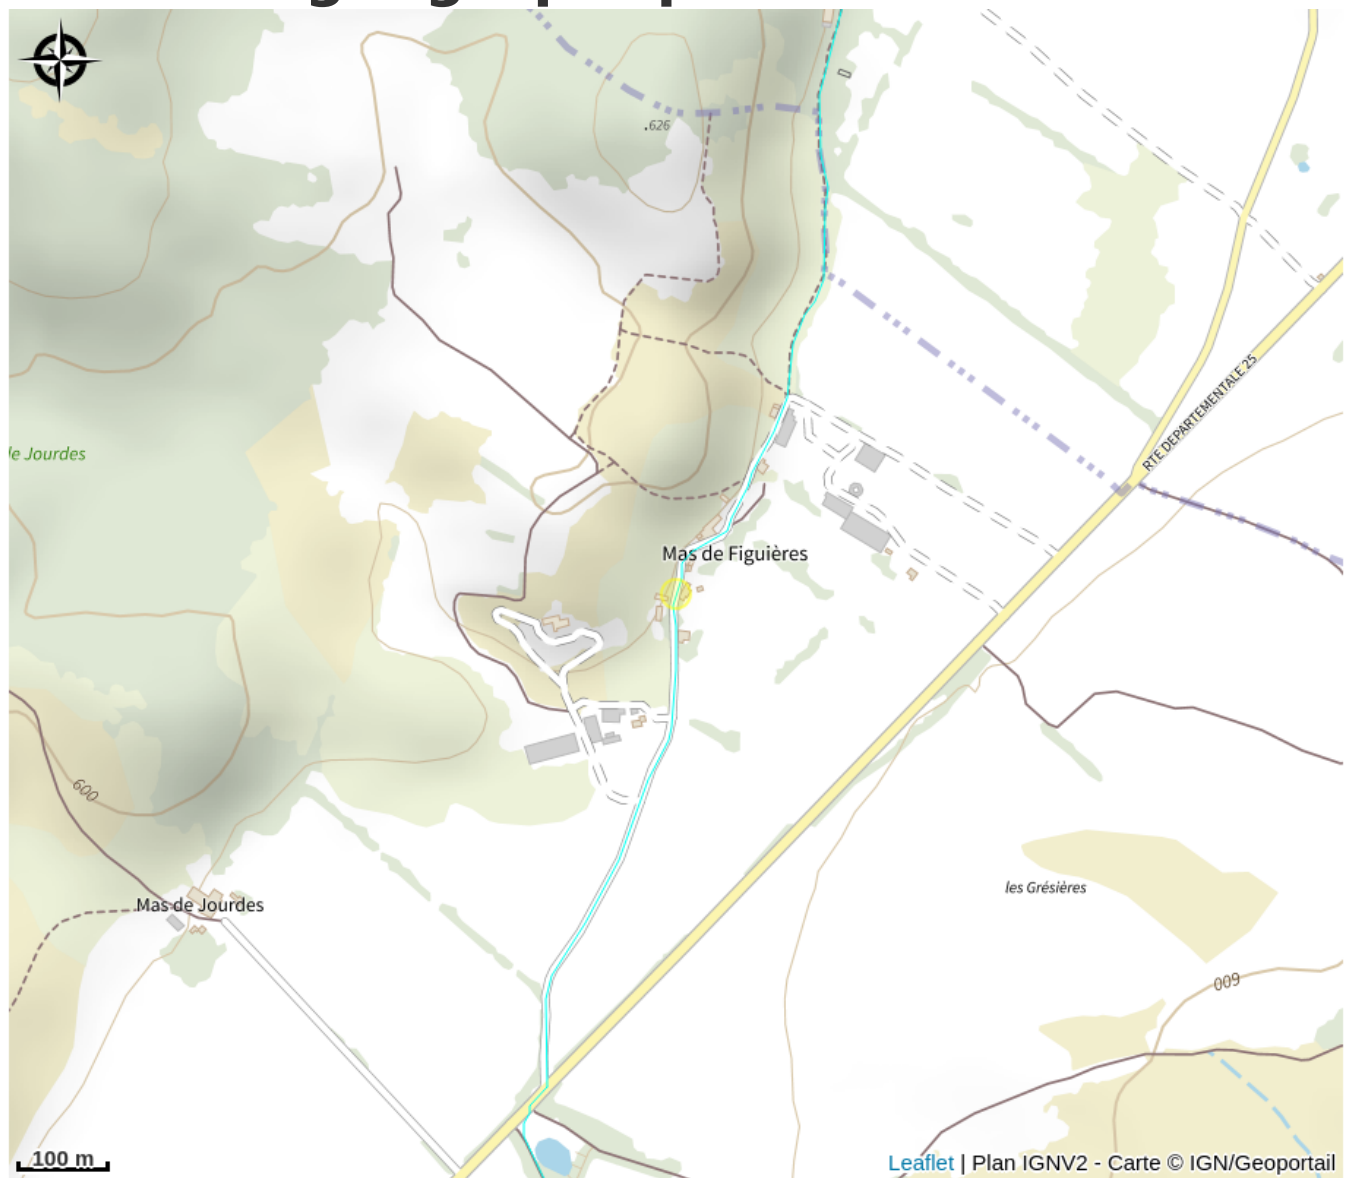 .626
RTE DEPARTEMENTALE 25
le Jourdes
Mas de Figuières
600
les Grésières
Mas de Jourdes
600
100 m
Leaflet | Plan IGNV2 - Carte © IGN/Geoportail